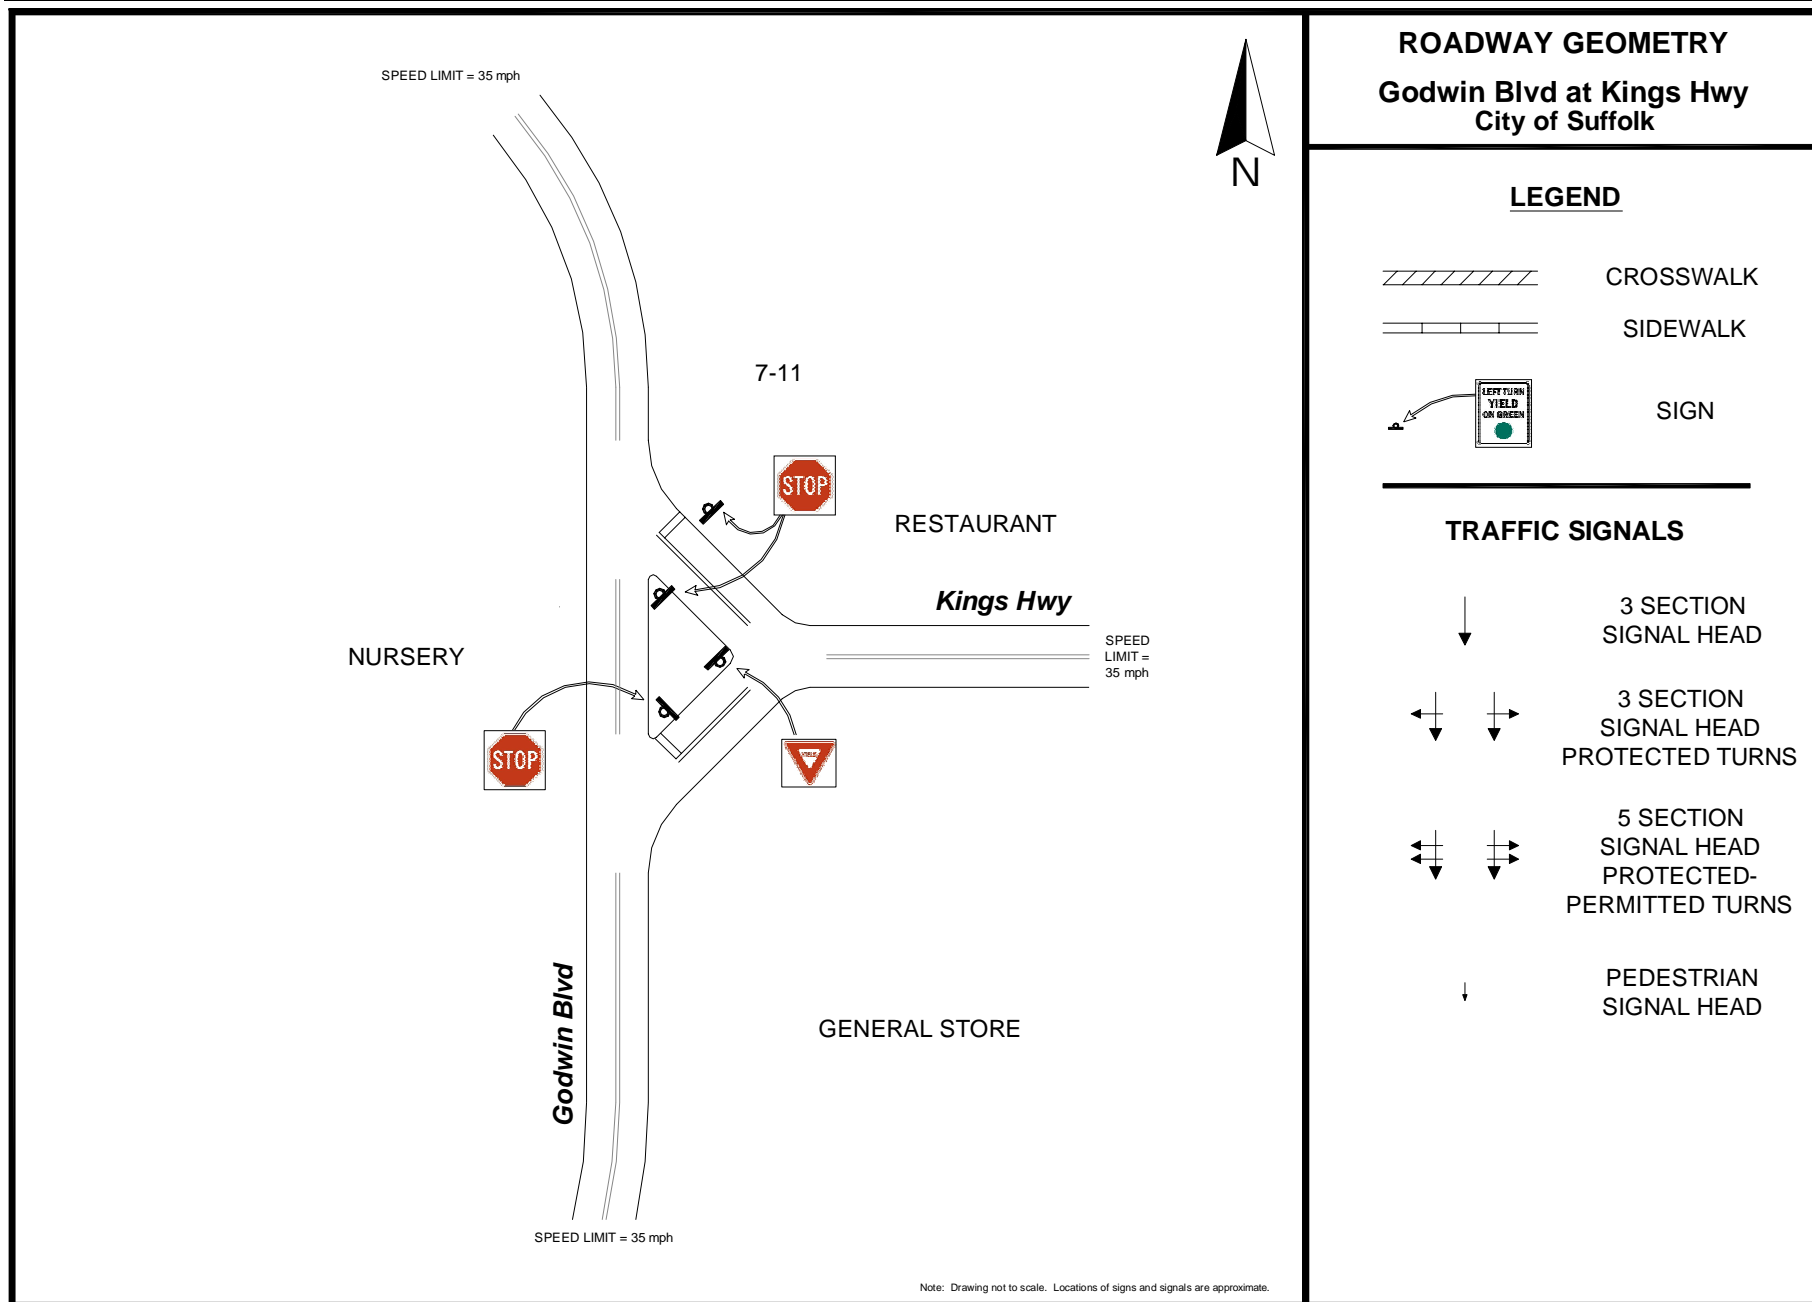 SPEED LIMIT = 35 mph
N
7-11
STOP
RESTAURANT
Kings Hwy
SPEED
LIMIT =
35 mph
NURSERY
STOP
Godwin Blvd
GENERAL STORE
SPEED LIMIT = 35 mph
Note: Drawing not to scale. Locations of signs and signals are approximate.
ROADWAY GEOMETRY
Godwin Blvd at Kings Hwy
City of Suffolk
LEGEND
CROSSWALK
SIDEWALK
LEFT TURN
YIELD
ON GREEN
SIGN
TRAFFIC SIGNALS
3 SECTION
SIGNAL HEAD
3 SECTION
SIGNAL HEAD
PROTECTED TURNS
5 SECTION
SIGNAL HEAD
PROTECTED-
PERMITTED TURNS
PEDESTRIAN
SIGNAL HEAD